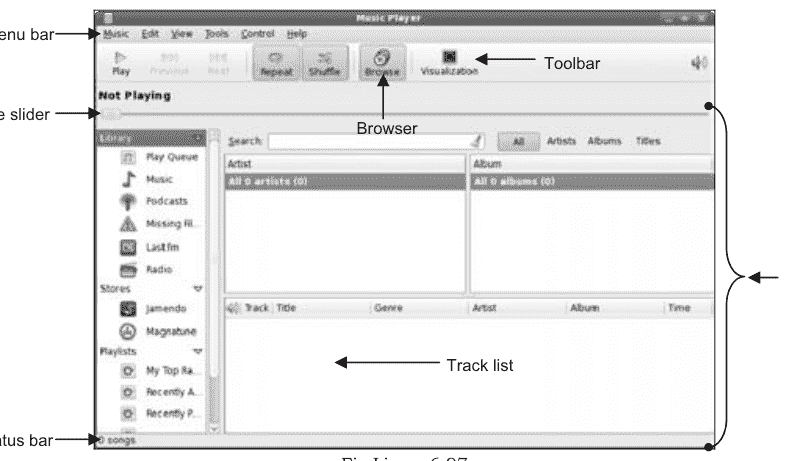 Music Player
enu bar
Music Edit View Tools Control Help
Play Previous Next Repeat Shuffle Browse Visualization
Toolbar
Not Playing
e slider
Browser
Library
Search: All Artists Albums Titles
Play Queue
Artist Album
Music
All 0 artists (0) All 0 albums (0)
Podcasts
Missing Fil...
Last.fm
Radio
Stores
Jamendo
Track Title Genre Artist Album Time
Magnatune
Playlists
My Top Ra...
Track list
Recently A...
Recently P...
atus bar
0 songs